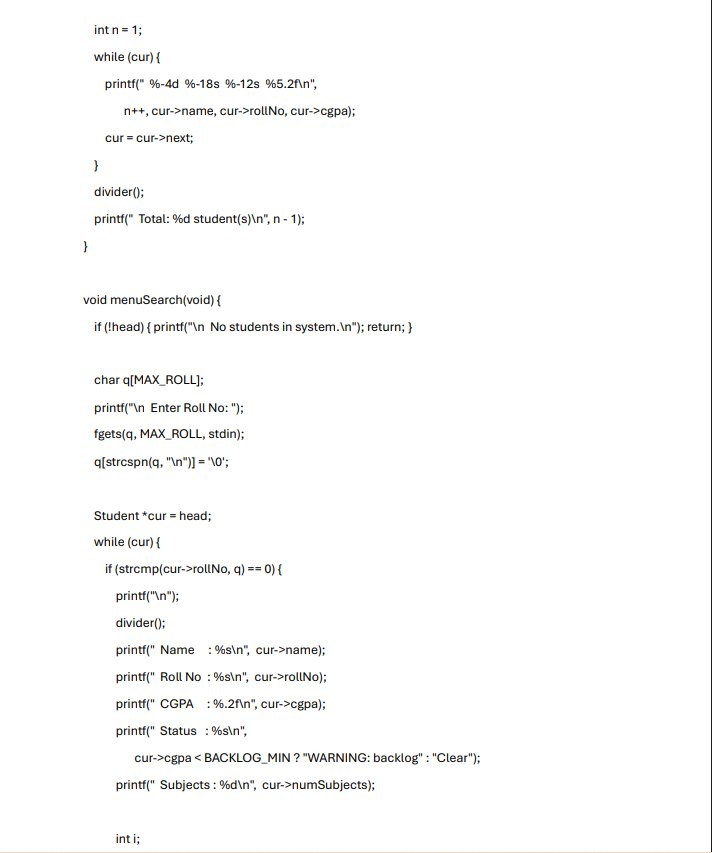 int n = 1;
while (cur) {
printf("  %-4d  %-18s  %-12s  %5.2f\n",
n++, cur->name, cur->rollNo, cur->cgpa);
cur = cur->next;
}
divider();
printf("  Total: %d student(s)\n", n - 1);
}
void menuSearch(void) {
if (!head) { printf("\n  No students in system.\n"); return; }
char q[MAX_ROLL];
printf("\n  Enter Roll No: ");
fgets(q, MAX_ROLL, stdin);
q[strcspn(q, "\n")] = '\0';
Student *cur = head;
while (cur) {
if (strcmp(cur->rollNo, q) == 0) {
printf("\n");
divider();
printf("  Name    : %s\n",  cur->name);
printf("  Roll No  : %s\n",  cur->rollNo);
printf("  CGPA    : %.2f\n", cur->cgpa);
printf("  Status   : %s\n",
cur->cgpa < BACKLOG_MIN ? "WARNING: backlog" : "Clear");
printf("  Subjects : %d\n",  cur->numSubjects);
int i;